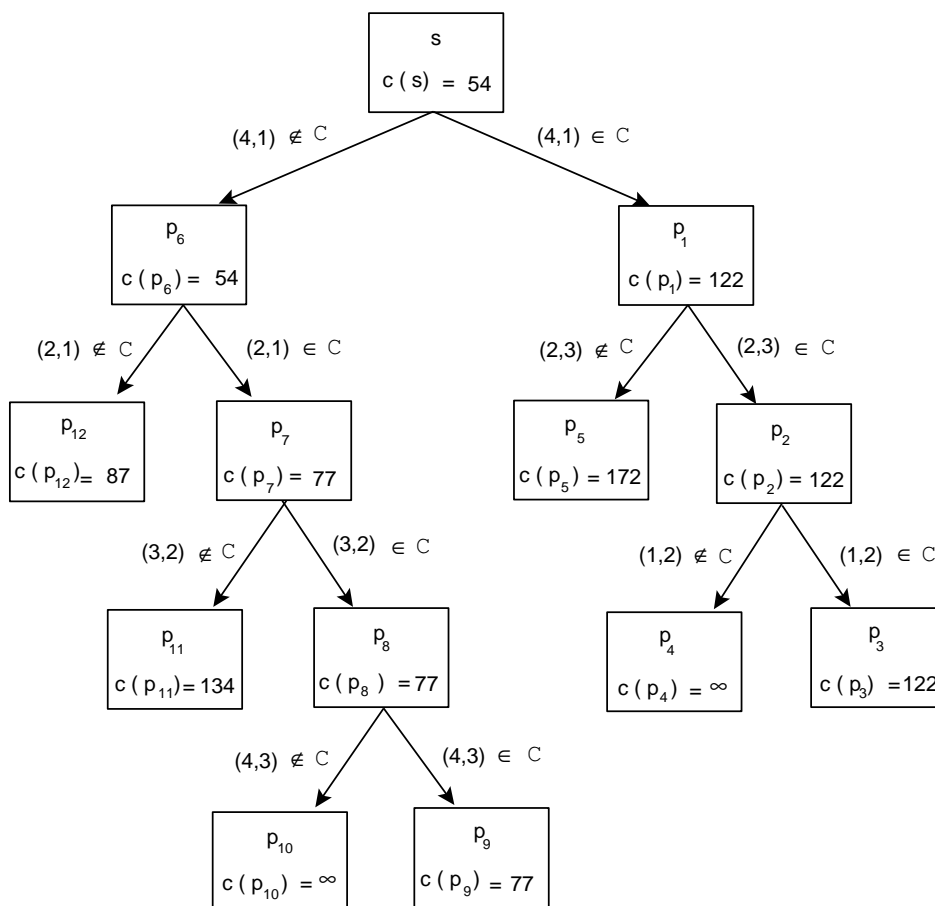 s
c ( s) = 54
(4,1) ∉ C
(4,1) ∈ C
p6
c ( p6) = 54
p1
c ( p1) = 122
(2,1) ∉ C
(2,1) ∈ C
(2,3) ∉ C
(2,3) ∈ C
p12
c ( p12) = 87
p7
c ( p7) = 77
p5
c ( p5) = 172
p2
c ( p2) = 122
(3,2) ∉ C
(3,2) ∈ C
(1,2) ∉ C
(1,2) ∈ C
p11
c ( p11) = 134
p8
c ( p8 ) = 77
p4
c ( p4) = ∞
p3
c ( p3) = 122
(4,3) ∉ C
(4,3) ∈ C
p10
c ( p10) = ∞
p9
c ( p9) = 77